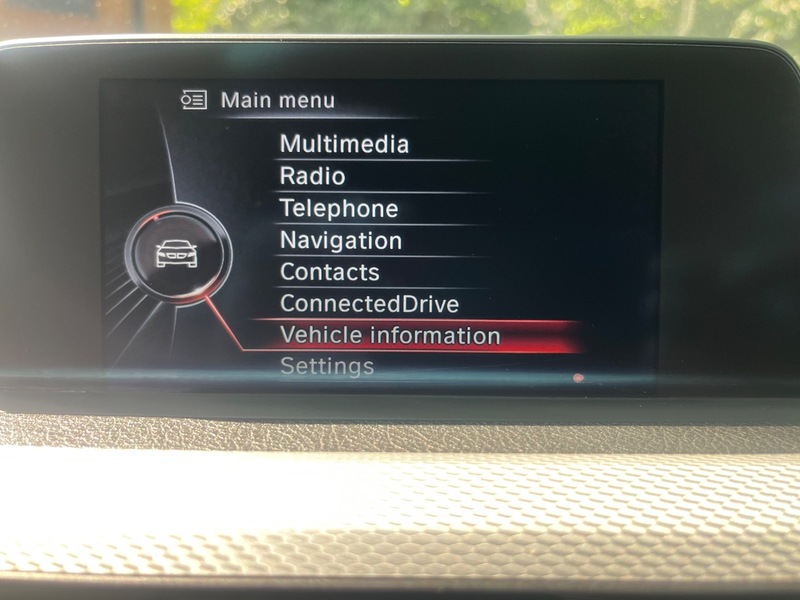 Main menu
Multimedia
Radio
Telephone
Navigation
Contacts
ConnectedDrive
Vehicle information
Settings